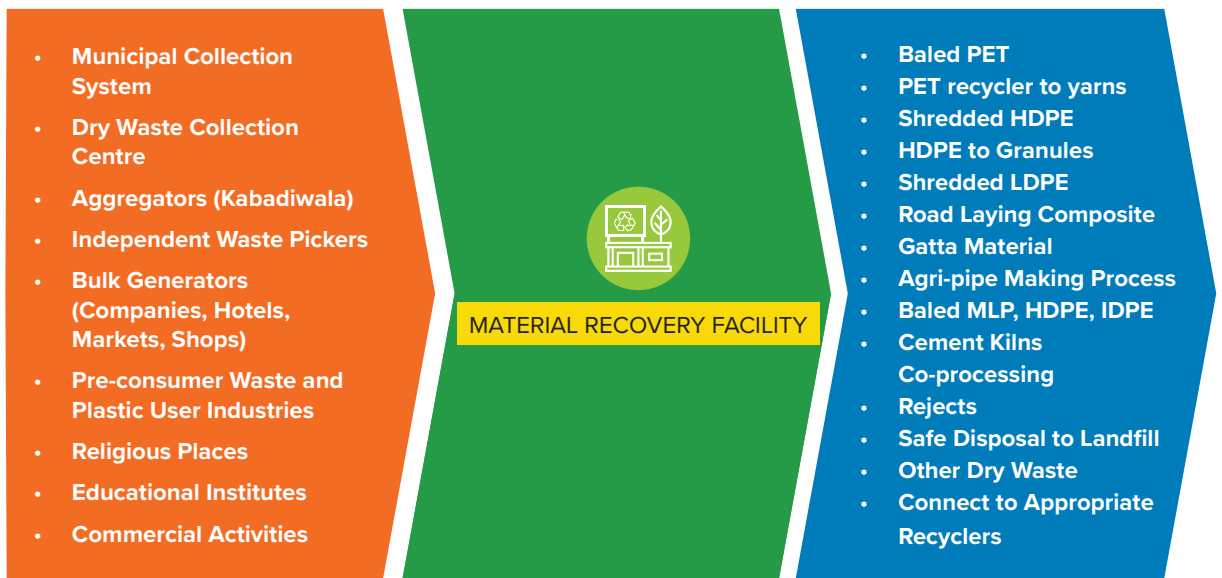 • Municipal Collection
System
• Dry Waste Collection
Centre
• Aggregators (Kabadiwala)
• Independent Waste Pickers
• Bulk Generators
(Companies, Hotels,
Markets, Shops)
• Pre-consumer Waste and
Plastic User Industries
• Religious Places
• Educational Institutes
• Commercial Activities
MATERIAL RECOVERY FACILITY
• Baled PET
• PET recycler to yarns
• Shredded HDPE
• HDPE to Granules
• Shredded LDPE
• Road Laying Composite
• Gatta Material
• Agri-pipe Making Process
• Baled MLP, HDPE, IDPE
• Cement Kilns
Co-processing
• Rejects
• Safe Disposal to Landfill
• Other Dry Waste
• Connect to Appropriate
Recyclers